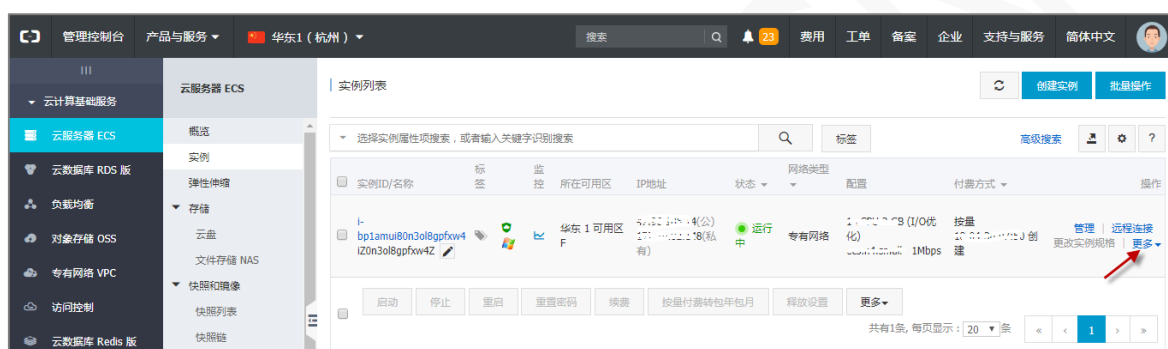 管理控制台 产品与服务 华东1（杭州） 搜索 23 费用 工单 备案 企业 支持与服务 简体中文
云计算基础服务
云服务器 ECS
云数据库 RDS 版
负载均衡
对象存储 OSS
专有网络 VPC
访问控制
云数据库 Redis 版
云服务器 ECS
概览
实例
弹性伸缩
存储
云盘
文件存储 NAS
快照和镜像
快照列表
快照链
实例列表 创建实例 批量操作
选择实例属性项搜索，或者输入关键字识别搜索 标签 高级搜索 ?
实例ID/名称 标签 监控 所在可用区 IP地址 状态 网络类型 配置 付费方式 操作
i-
bp1amui80n3ol8gpfxw4
iZ0n3ol8gpfxw4Z
华东 1 可用区
F
4(公)
8(私
有)
运行
中
专有网络
(I/O优
化)
1Mbps
按量
创
建
管理 | 远程连接
更改实例规格 | 更多
启动 停止 重启 重置密码 续费 按量付费转包年包月 释放设置 更多
共有1条, 每页显示： 20 条 « ‹ 1 › »